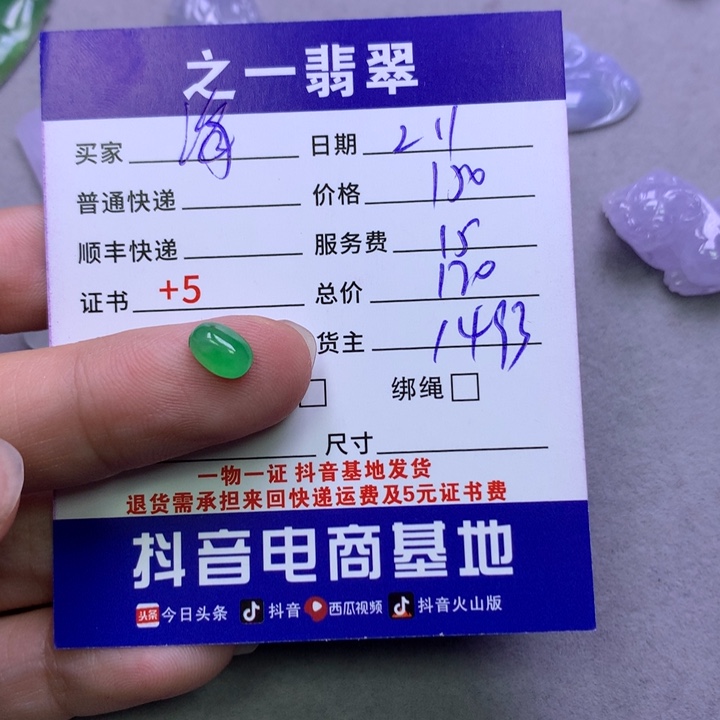 之一翡翠
买家 海 日期 2 11
普通快递 价格 150
顺丰快递 服务费 15
证书 +5 总价 170
货主 1493
绑绳
尺寸
一物一证 抖音基地发货
退货需承担来回快递运费及5元证书费
抖音电商基地
头条 今日头条 抖音 西瓜视频 抖音火山版